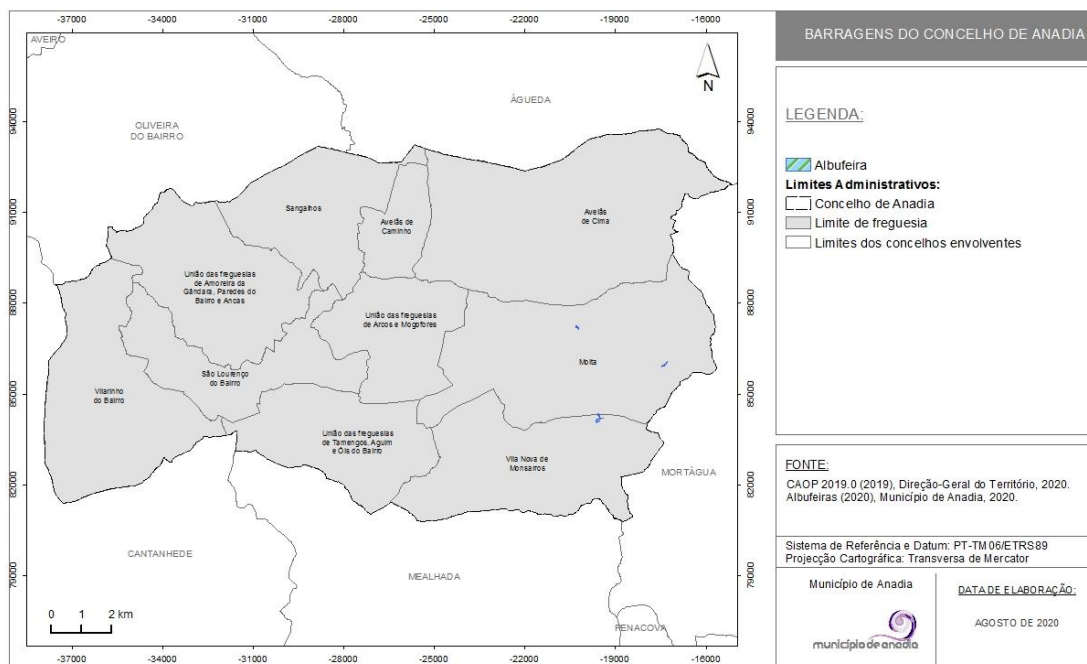 -37000 -34000 -31000 -28000 -25000 -22000 -19000 -16000
AVEIRO
N
ÁGUEDA
94000 94000
OLIVEIRA
DO BAIRRO
Sangalhos
91000 91000
Avelãs de
Caminho
Avelãs
de Cima
União das freguesias
de Amoreira da
Gândara, Paredes do
Bairro e Ancas
88000 88000
União das freguesias
de Arcos e Mogofores
Moita
São Lourenço
do Bairro
Vilarinho
do Bairro
85000 85000
União das freguesias
de Tamengos, Aguim
e Óis do Bairro
Vila Nova de
Monsarros
MORTÁGUA
82000 82000
CANTANHEDE
MEALHADA
79000 79000
0 1 2 km
PENACOVA
-37000 -34000 -31000 -28000 -25000 -22000 -19000 -16000
BARRAGENS DO CONCELHO DE ANADIA
LEGENDA:
Albufeira
Limites Administrativos:
Concelho de Anadia
Limite de freguesia
Limites dos concelhos envolventes
FONTE:
CAOP 2019.0 (2019), Direção-Geral do Território, 2020.
Albufeiras (2020), Município de Anadia, 2020.
Sistema de Referência e Datum: PT-TM06/ETRS89
Projecção Cartográfica: Transversa de Mercator
Município de Anadia
município de anadia
DATA DE ELABORAÇÃO:
AGOSTO DE 2020